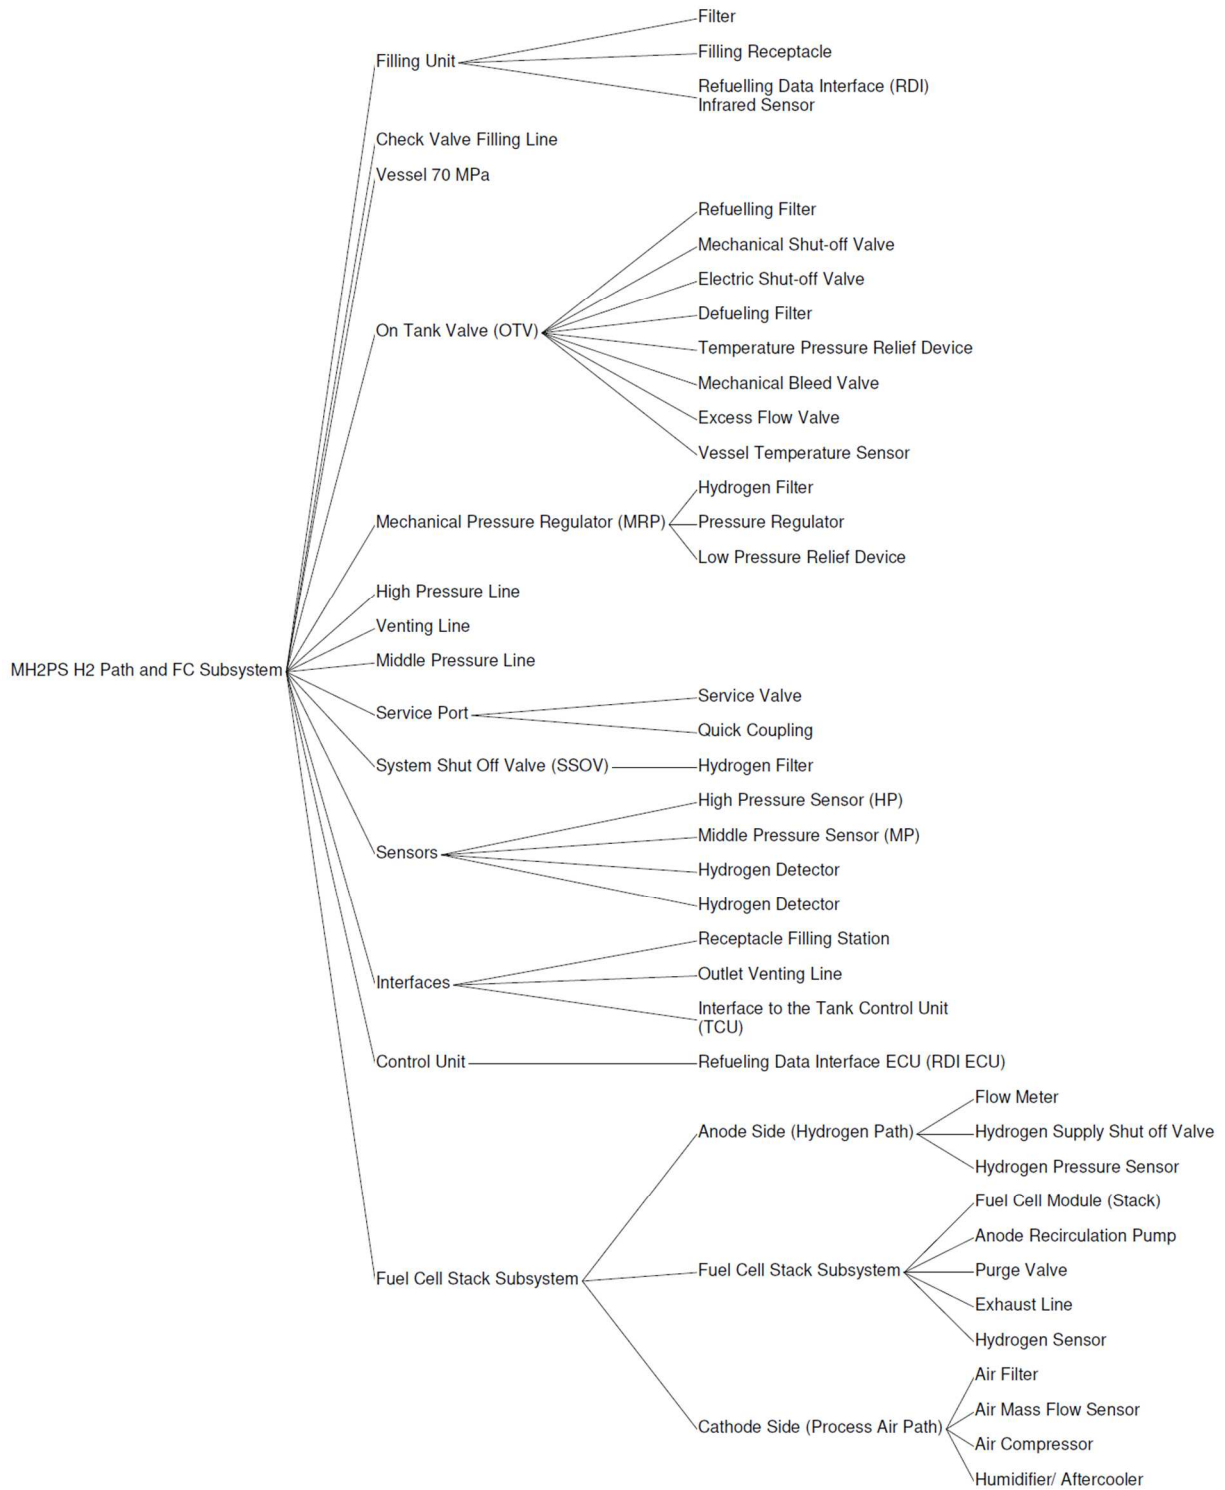 MH2PS H2 Path and FC Subsystem
Filling Unit
Filter
Filling Receptacle
Refuelling Data Interface (RDI)
Infrared Sensor
Check Valve Filling Line
Vessel 70 MPa
On Tank Valve (OTV)
Refuelling Filter
Mechanical Shut-off Valve
Electric Shut-off Valve
Defueling Filter
Temperature Pressure Relief Device
Mechanical Bleed Valve
Excess Flow Valve
Vessel Temperature Sensor
Mechanical Pressure Regulator (MRP)
Hydrogen Filter
Pressure Regulator
Low Pressure Relief Device
High Pressure Line
Venting Line
Middle Pressure Line
Service Port
Service Valve
Quick Coupling
System Shut Off Valve (SSOV)
Hydrogen Filter
Sensors
High Pressure Sensor (HP)
Middle Pressure Sensor (MP)
Hydrogen Detector
Hydrogen Detector
Interfaces
Receptacle Filling Station
Outlet Venting Line
Interface to the Tank Control Unit
(TCU)
Control Unit
Refueling Data Interface ECU (RDI ECU)
Fuel Cell Stack Subsystem
Anode Side (Hydrogen Path)
Flow Meter
Hydrogen Supply Shut off Valve
Hydrogen Pressure Sensor
Fuel Cell Stack Subsystem
Fuel Cell Module (Stack)
Anode Recirculation Pump
Purge Valve
Exhaust Line
Hydrogen Sensor
Cathode Side (Process Air Path)
Air Filter
Air Mass Flow Sensor
Air Compressor
Humidifier/ Aftercooler